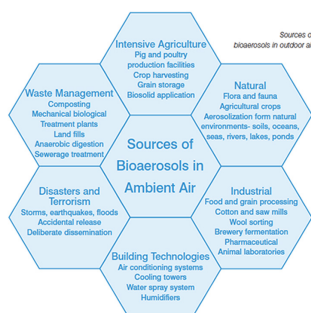 Sources o
bioaerosols in outdoor ai
Intensive Agriculture
Pig and poultry
production facilities
Crop harvesting
Grain storage
Biosolid application
Waste Management
Composting
Mechanical biological
Treatment plants
Land fills
Anaerobic digestion
Sewerage treatment
Natural
Flora and fauna
Agricultural crops
Aerosolization form natural
environments- soils, oceans,
seas, rivers, lakes, ponds
Sources of
Bioaerosols in
Ambient Air
Disasters and
Terrorism
Storms, earthquakes, floods
Accidental release
Deliberate dissemination
Industrial
Food and grain processing
Cotton and saw mills
Wool sorting
Brewery fermentation
Pharmaceutical
Animal laboratories
Building Technologies
Air conditioning systems
Cooling towers
Water spray system
Humidifiers